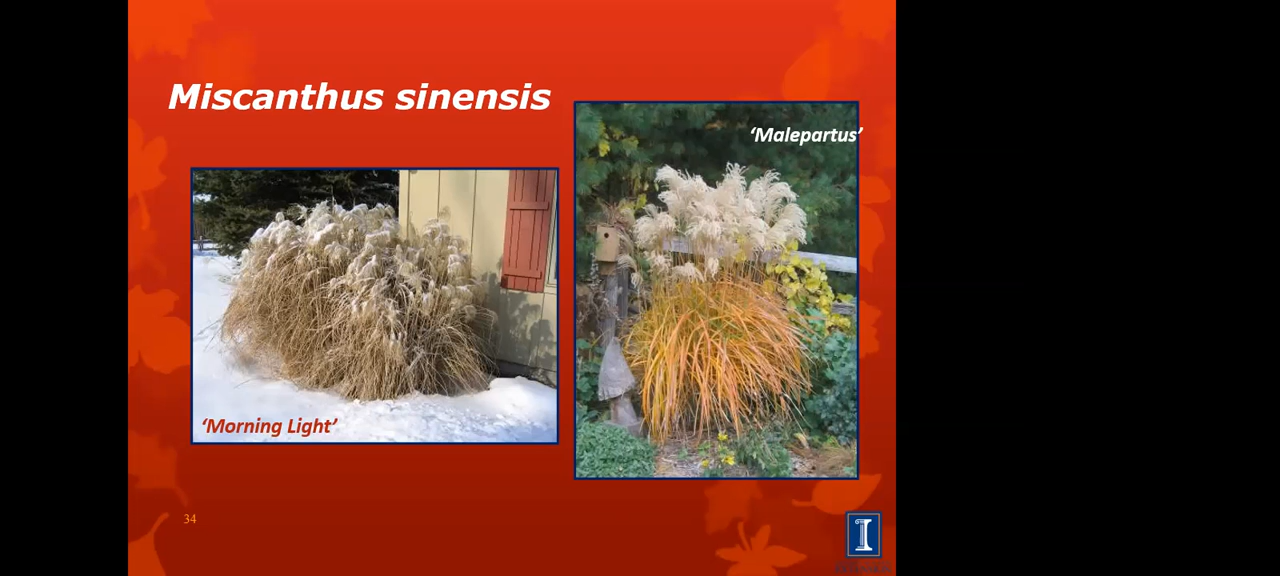 Miscanthus sinensis
‘Malepartus’
‘Morning Light’
34
I